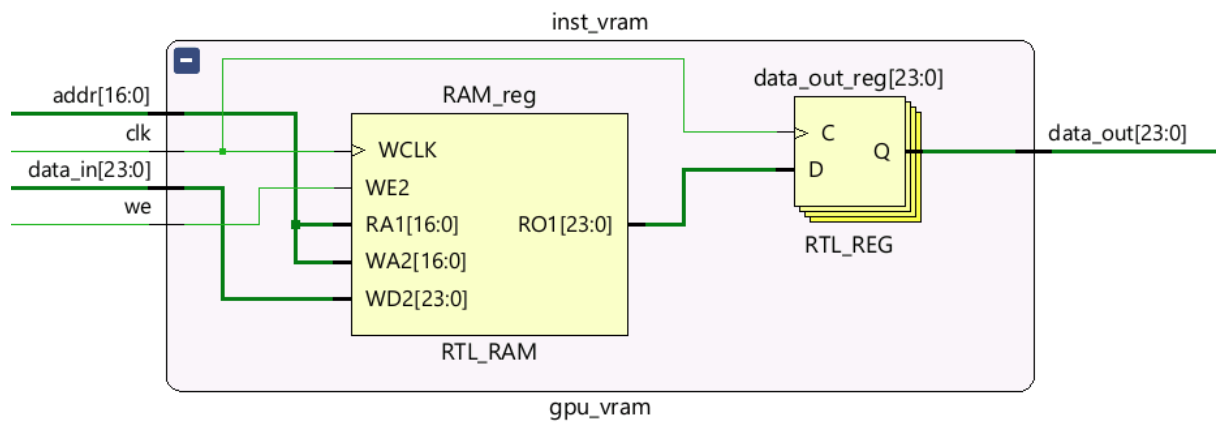 inst_vram
addr[16:0]
clk
data_in[23:0]
we
RAM_reg
WCLK
WE2
RA1[16:0]
WA2[16:0]
WD2[23:0]
RO1[23:0]
RTL_RAM
data_out_reg[23:0]
C
D
Q
RTL_REG
data_out[23:0]
gpu_vram